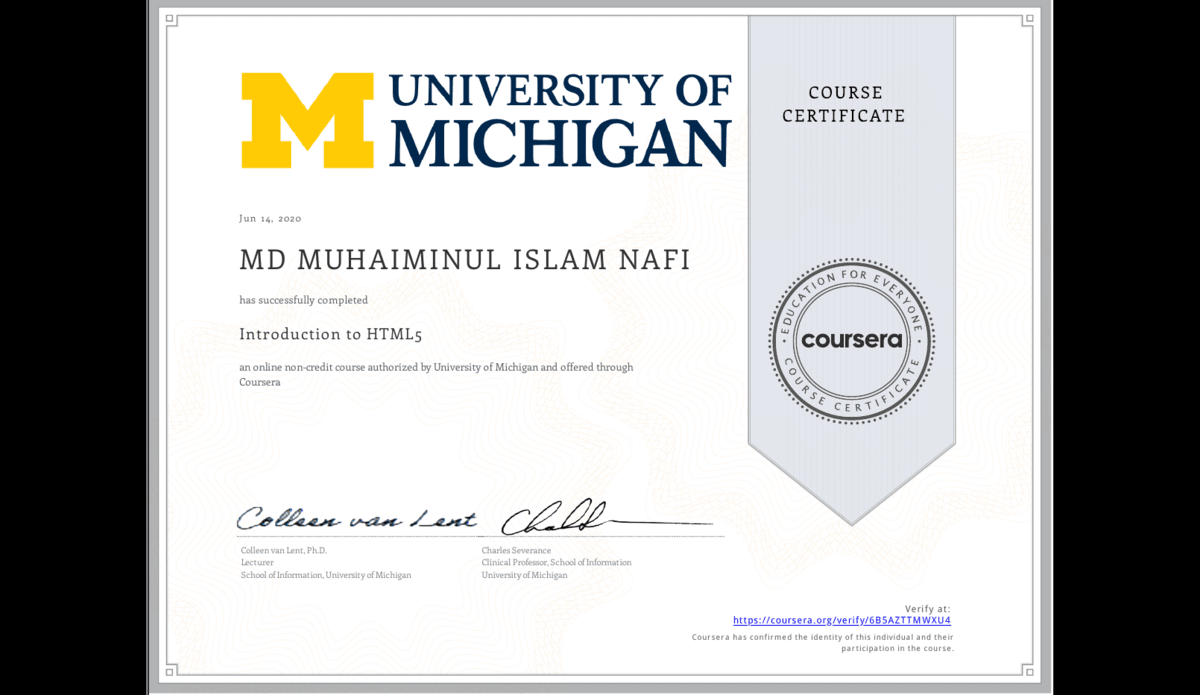 UNIVERSITY OF
MICHIGAN
COURSE
CERTIFICATE
Jun 14, 2020
MD MUHAIMINUL ISLAM NAFI
has successfully completed
Introduction to HTML5
an online non-credit course authorized by University of Michigan and offered through
Coursera
EDUCATION FOR EVERYONE
coursera
COURSE CERTIFICATE
Colleen van Lent
Colleen van Lent, Ph.D.
Lecturer
School of Information, University of Michigan
Charles Severance
Clinical Professor, School of Information
University of Michigan
Verify at:
https://coursera.org/verify/6B5AZTTMWXU4
Coursera has confirmed the identity of this individual and their
participation in the course.